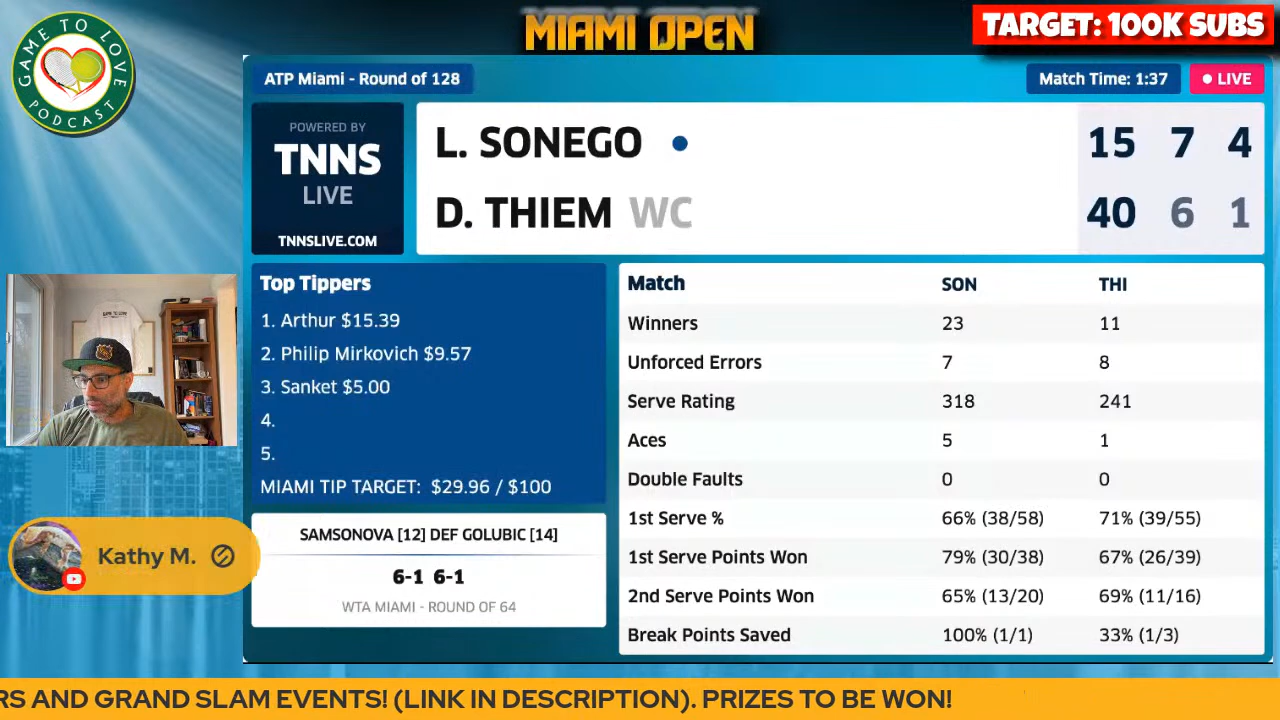 GAME TO LOVE
PODCAST
MIAMI OPEN
TARGET: 100K SUBS
ATP Miami - Round of 128
Match Time: 1:37
LIVE
POWERED BY
TNNS
LIVE
TNNSLIVE.COM
L. SONEGO 15 7 4
D. THIEM WC 40 6 1
Top Tippers
1. Arthur $15.39
2. Philip Mirkovich $9.57
3. Sanket $5.00
4.
5.
MIAMI TIP TARGET: $29.96 / $100
SAMSONOVA [12] DEF GOLUBIC [14]
6-1 6-1
WTA MIAMI - ROUND OF 64
Match SON THI
Winners 23 11
Unforced Errors 7 8
Serve Rating 318 241
Aces 5 1
Double Faults 0 0
1st Serve % 66% (38/58) 71% (39/55)
1st Serve Points Won 79% (30/38) 67% (26/39)
2nd Serve Points Won 65% (13/20) 69% (11/16)
Break Points Saved 100% (1/1) 33% (1/3)
Kathy M.
RS AND GRAND SLAM EVENTS! (LINK IN DESCRIPTION). PRIZES TO BE WON!